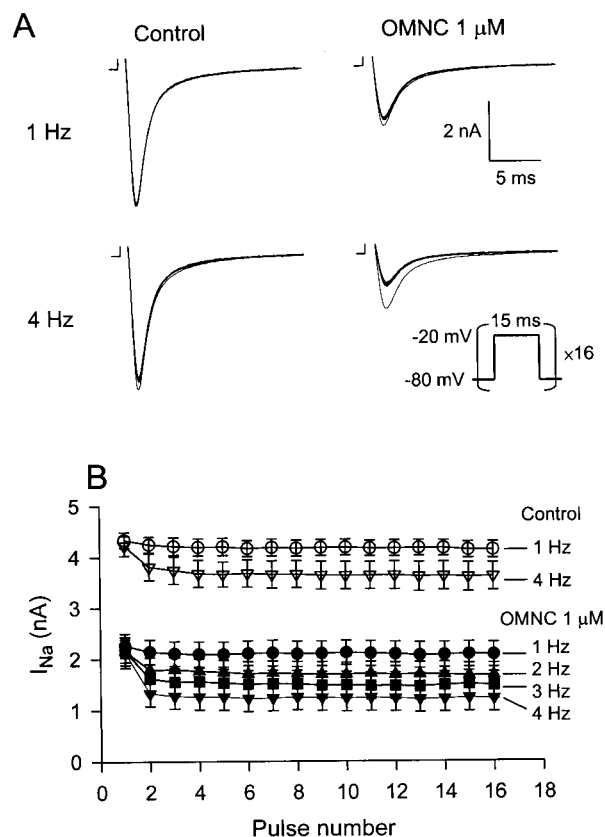 A
Control
OMNC 1 μM
1 Hz
2 nA
5 ms
4 Hz
15 ms
-20 mV
×16
-80 mV
B
5
4
3
2
1
0
I_Na (nA)
Control
1 Hz
4 Hz
OMNC 1 μM
1 Hz
2 Hz
3 Hz
4 Hz
0 2 4 6 8 10 12 14 16 18
Pulse number